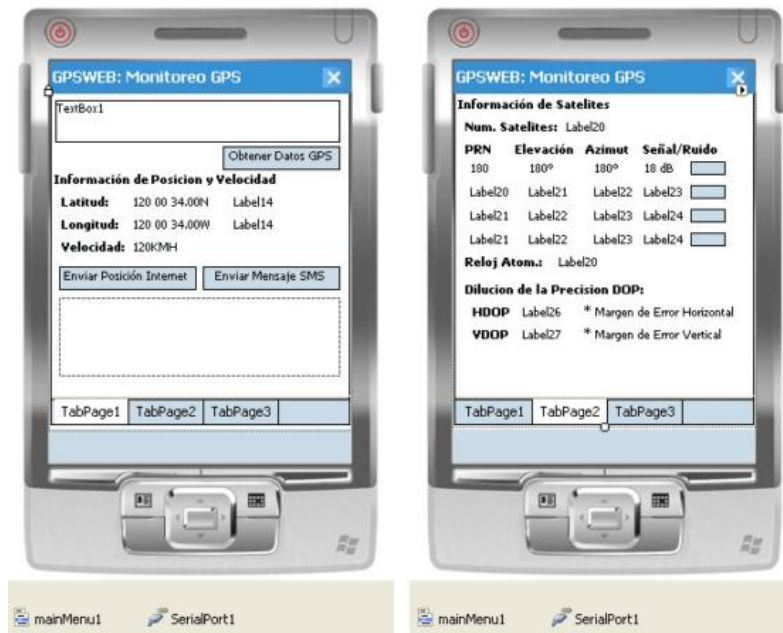 GPSWEB: Monitoreo GPS
TextBox1
Obtener Datos GPS
Información de Posicion y Velocidad
Latitud: 120 00 34.00N Label14
Longitud: 120 00 34.00W Label14
Velocidad: 120KMH
Enviar Posición Internet Enviar Mensaje SMS
TabPage1 TabPage2 TabPage3
mainMenu1 SerialPort1
GPSWEB: Monitoreo GPS
Información de Satelites
Num. Satelites: Label20
PRN Elevación Azimut Señal/Ruido
180 180º 180º 18 dB
Label20 Label21 Label22 Label23
Label21 Label22 Label23 Label24
Label21 Label22 Label23 Label24
Reloj Atom.: Label20
Dilucion de la Precision DOP:
HDOP Label26 * Margen de Error Horizontal
VDOP Label27 * Margen de Error Vertical
TabPage1 TabPage2 TabPage3
mainMenu1 SerialPort1